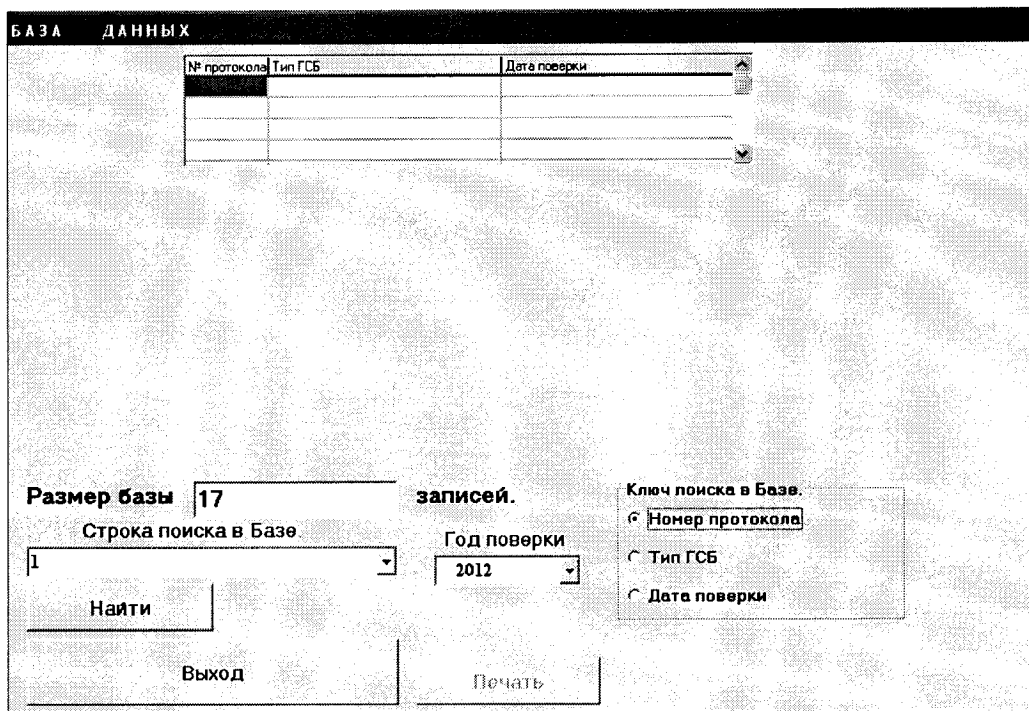 БАЗА ДАННЫХ
№ протокола Тип ГСБ Дата поверки
Размер базы 17 записей.
Строка поиска в Базе.
1
Год поверки
2012
Найти
Выход
Печать
Ключ поиска в Базе.
Номер протокола
Тип ГСБ
Дата поверки